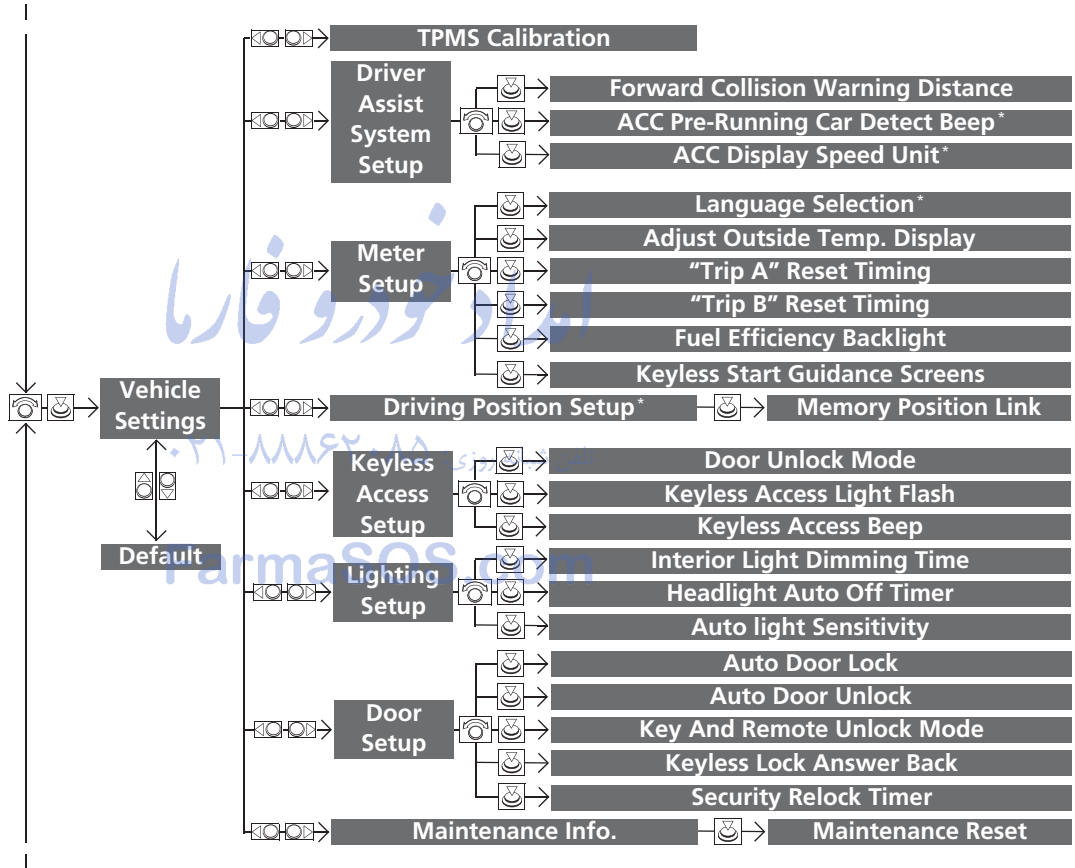 TPMS Calibration
Driver
Assist
System
Setup
Forward Collision Warning Distance
ACC Pre-Running Car Detect Beep*
ACC Display Speed Unit*
Meter
Setup
Language Selection*
Adjust Outside Temp. Display
“Trip A” Reset Timing
“Trip B” Reset Timing
Fuel Efficiency Backlight
Keyless Start Guidance Screens
امداد خودرو فارما
Vehicle
Settings
Driving Position Setup*
Memory Position Link
۰۲۱-۸۸۸۶۲۰۸۵
Keyless
Access
Setup
Door Unlock Mode
Keyless Access Light Flash
Keyless Access Beep
Default
FarmaSOS.com
Lighting
Setup
Interior Light Dimming Time
Headlight Auto Off Timer
Auto light Sensitivity
Door
Setup
Auto Door Lock
Auto Door Unlock
Key And Remote Unlock Mode
Keyless Lock Answer Back
Security Relock Timer
Maintenance Info.
Maintenance Reset